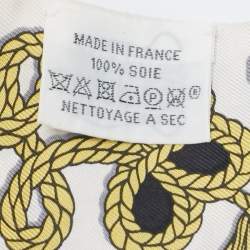 MADE IN FRANCE
100% SOIE
NETTOYAGE A SEC